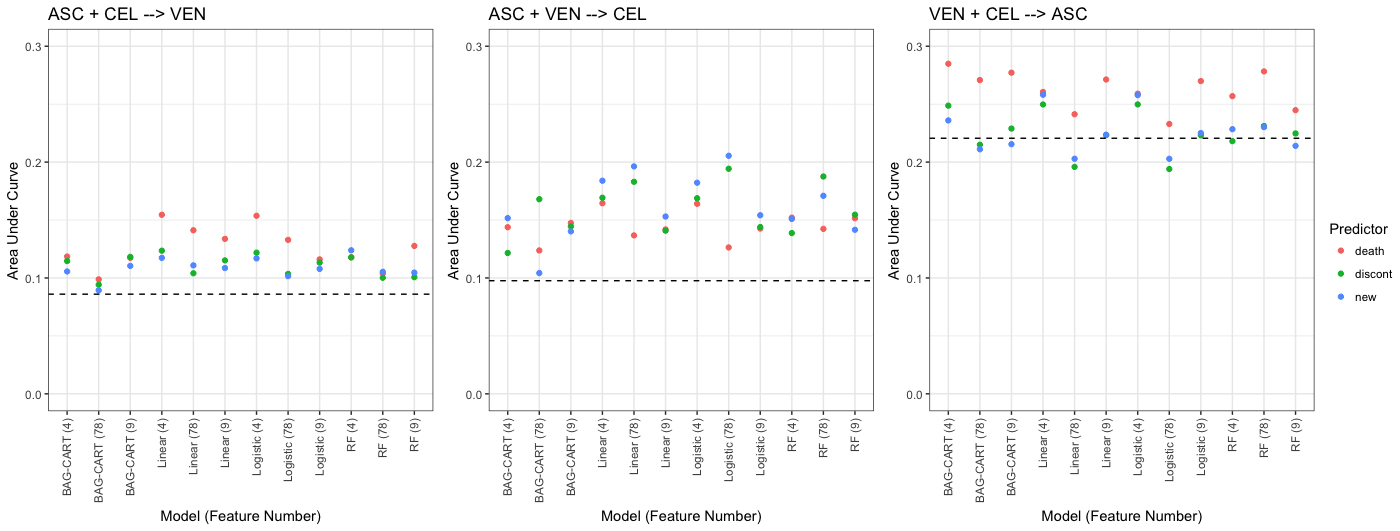 ASC + CEL --> VEN
Area Under Curve
0.3
0.2
0.1
0.0
BAG-CART (4)
BAG-CART (78)
BAG-CART (9)
Linear (4)
Linear (78)
Linear (9)
Logistic (4)
Logistic (78)
Logistic (9)
RF (4)
RF (78)
RF (9)
Model (Feature Number)
ASC + VEN --> CEL
Area Under Curve
0.3
0.2
0.1
0.0
BAG-CART (4)
BAG-CART (78)
BAG-CART (9)
Linear (4)
Linear (78)
Linear (9)
Logistic (4)
Logistic (78)
Logistic (9)
RF (4)
RF (78)
RF (9)
Model (Feature Number)
VEN + CEL --> ASC
Area Under Curve
0.3
0.2
0.1
0.0
BAG-CART (4)
BAG-CART (78)
BAG-CART (9)
Linear (4)
Linear (78)
Linear (9)
Logistic (4)
Logistic (78)
Logistic (9)
RF (4)
RF (78)
RF (9)
Model (Feature Number)
Predictor
death
discont
new